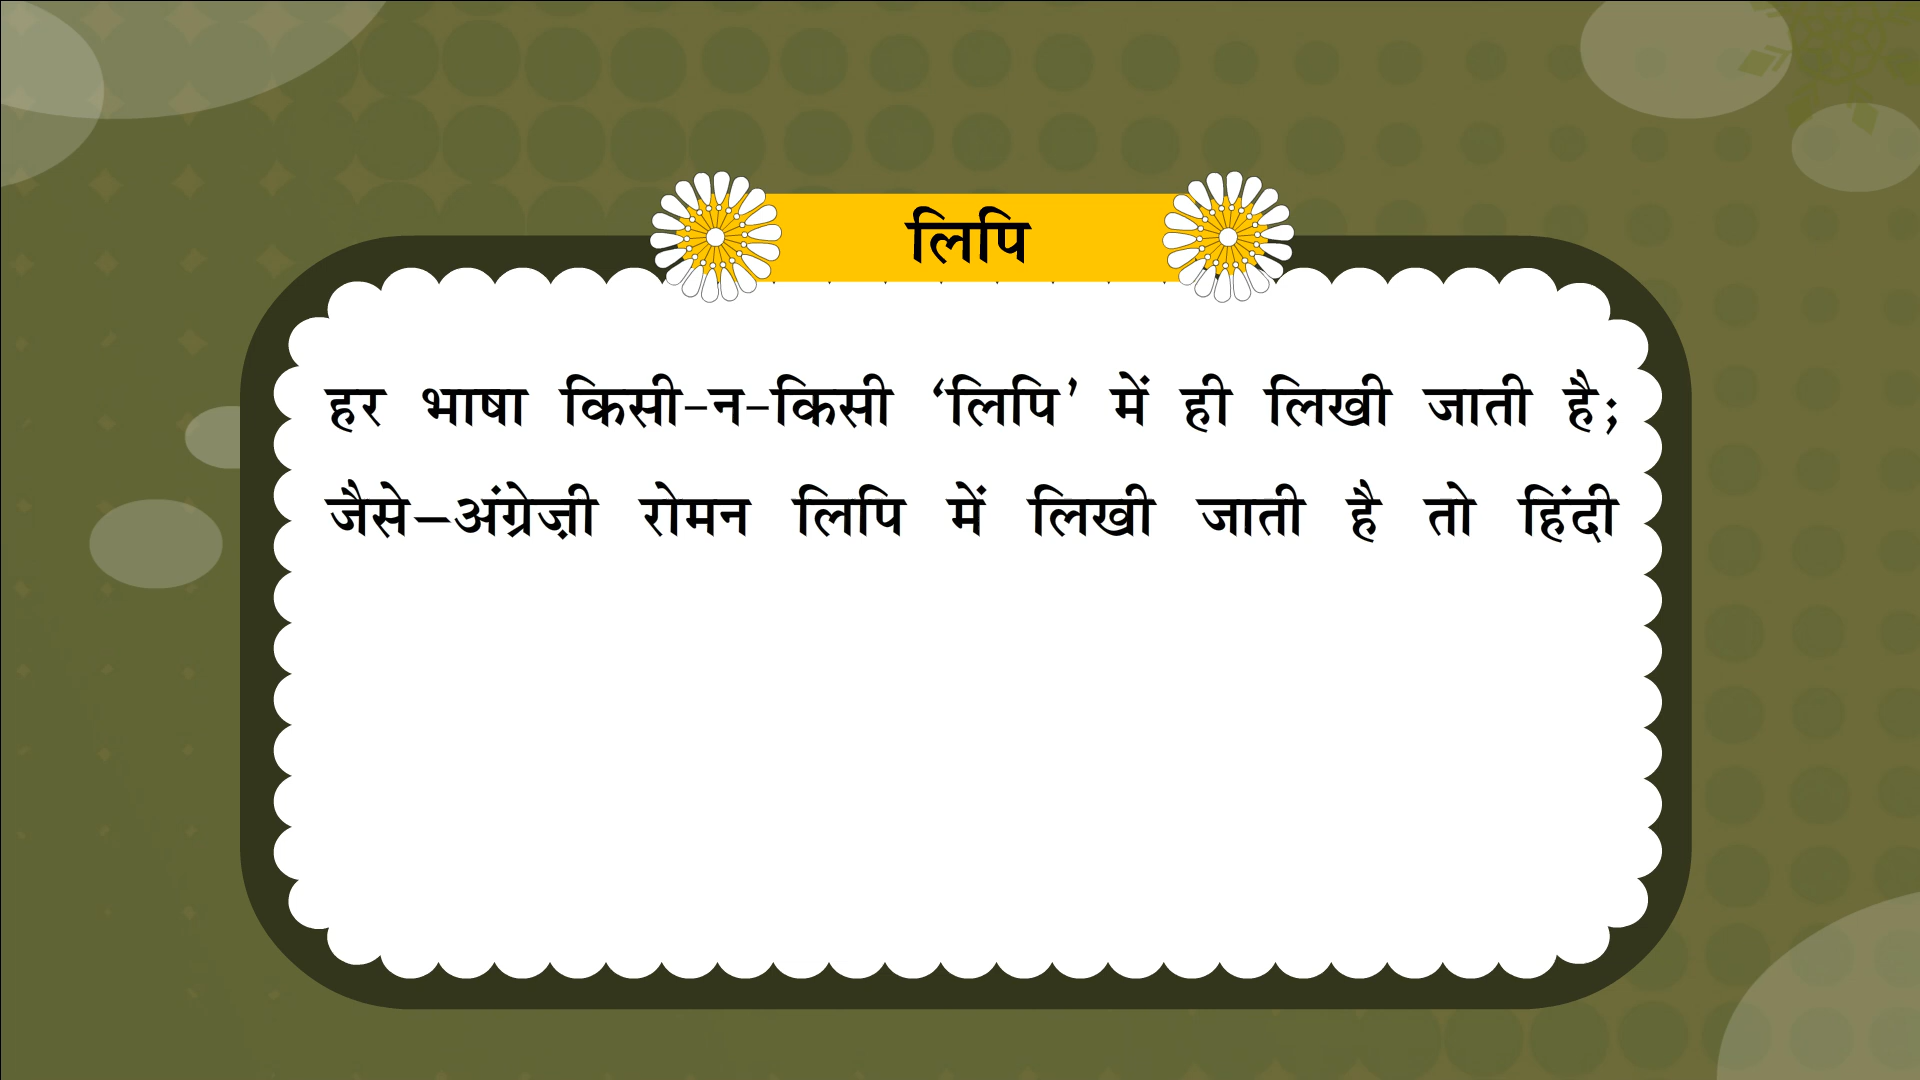 लिपि
हर भाषा किसी-न-किसी ‘लिपि’ में ही लिखी जाती है;
जैसे–अंग्रेज़ी रोमन लिपि में लिखी जाती है तो हिंदी